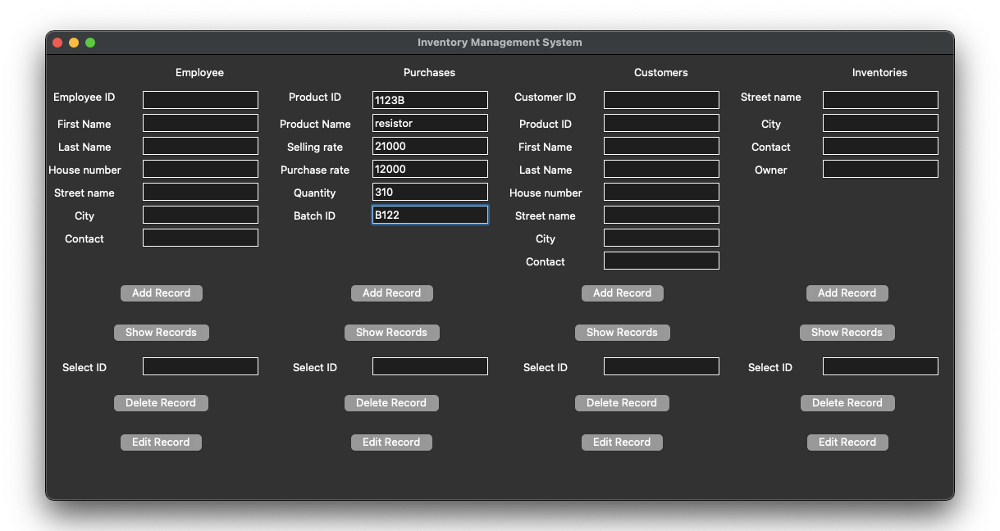 Inventory Management System
Employee Purchases Customers Inventories
Employee ID Product ID 1123B Customer ID Street name
First Name Product Name resistor Product ID City
Last Name Selling rate 21000 First Name Contact
House number Purchase rate 12000 Last Name Owner
Street name Quantity 310 House number
City Batch ID B122 Street name
Contact City
Contact
Add Record Add Record Add Record Add Record
Show Records Show Records Show Records Show Records
Select ID Select ID Select ID Select ID
Delete Record Delete Record Delete Record Delete Record
Edit Record Edit Record Edit Record Edit Record